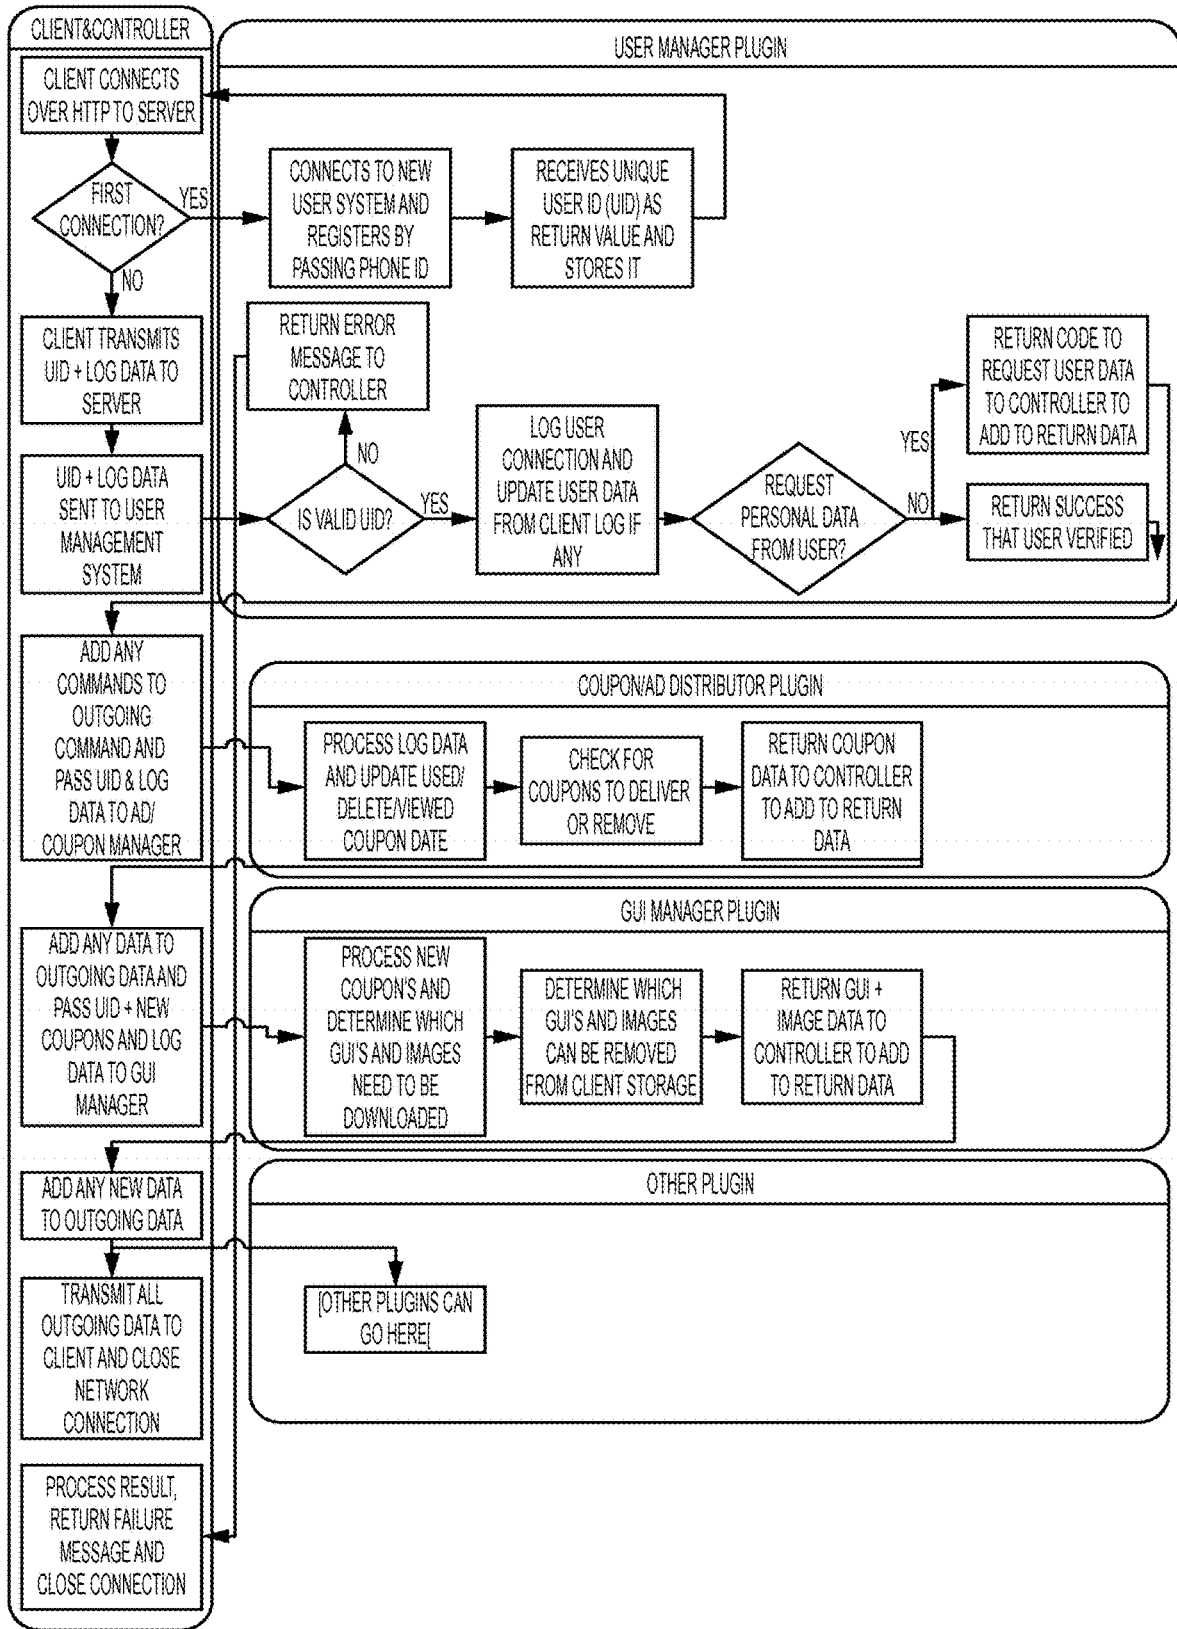 CLIENT&CONTROLLER
USER MANAGER PLUGIN
CLIENT CONNECTS
OVER HTTP TO SERVER
FIRST
CONNECTION?
YES
NO
CONNECTS TO NEW
USER SYSTEM AND
REGISTERS BY
PASSING PHONE ID
RECEIVES UNIQUE
USER ID (UID) AS
RETURN VALUE AND
STORES IT
CLIENT TRANSMITS
UID + LOG DATA TO
SERVER
RETURN ERROR
MESSAGE TO
CONTROLLER
NO
UID + LOG DATA
SENT TO USER
MANAGEMENT
SYSTEM
IS VALID UID?
YES
LOG USER
CONNECTION AND
UPDATE USER DATA
FROM CLIENT LOG IF
ANY
REQUEST
PERSONAL DATA
FROM USER?
YES
NO
RETURN CODE TO
REQUEST USER DATA
TO CONTROLLER TO
ADD TO RETURN DATA
RETURN SUCCESS
THAT USER VERIFIED
ADD ANY
COMMANDS TO
OUTGOING
COMMAND AND
PASS UID & LOG
DATA TO AD/
COUPON MANAGER
COUPON/AD DISTRIBUTOR PLUGIN
PROCESS LOG DATA
AND UPDATE USED/
DELETE/VIEWED
COUPON DATE
CHECK FOR
COUPONS TO DELIVER
OR REMOVE
RETURN COUPON
DATA TO CONTROLLER
TO ADD TO RETURN
DATA
ADD ANY DATA TO
OUTGOING DATA AND
PASS UID + NEW
COUPONS AND LOG
DATA TO GUI
MANAGER
GUI MANAGER PLUGIN
PROCESS NEW
COUPON'S AND
DETERMINE WHICH
GUI'S AND IMAGES
NEED TO BE
DOWNLOADED
DETERMINE WHICH
GUI'S AND IMAGES
CAN BE REMOVED
FROM CLIENT STORAGE
RETURN GUI +
IMAGE DATA TO
CONTROLLER TO ADD
TO RETURN DATA
ADD ANY NEW DATA
TO OUTGOING DATA
OTHER PLUGIN
[OTHER PLUGINS CAN
GO HERE[
TRANSMIT ALL
OUTGOING DATA TO
CLIENT AND CLOSE
NETWORK
CONNECTION
PROCESS RESULT,
RETURN FAILURE
MESSAGE AND
CLOSE CONNECTION